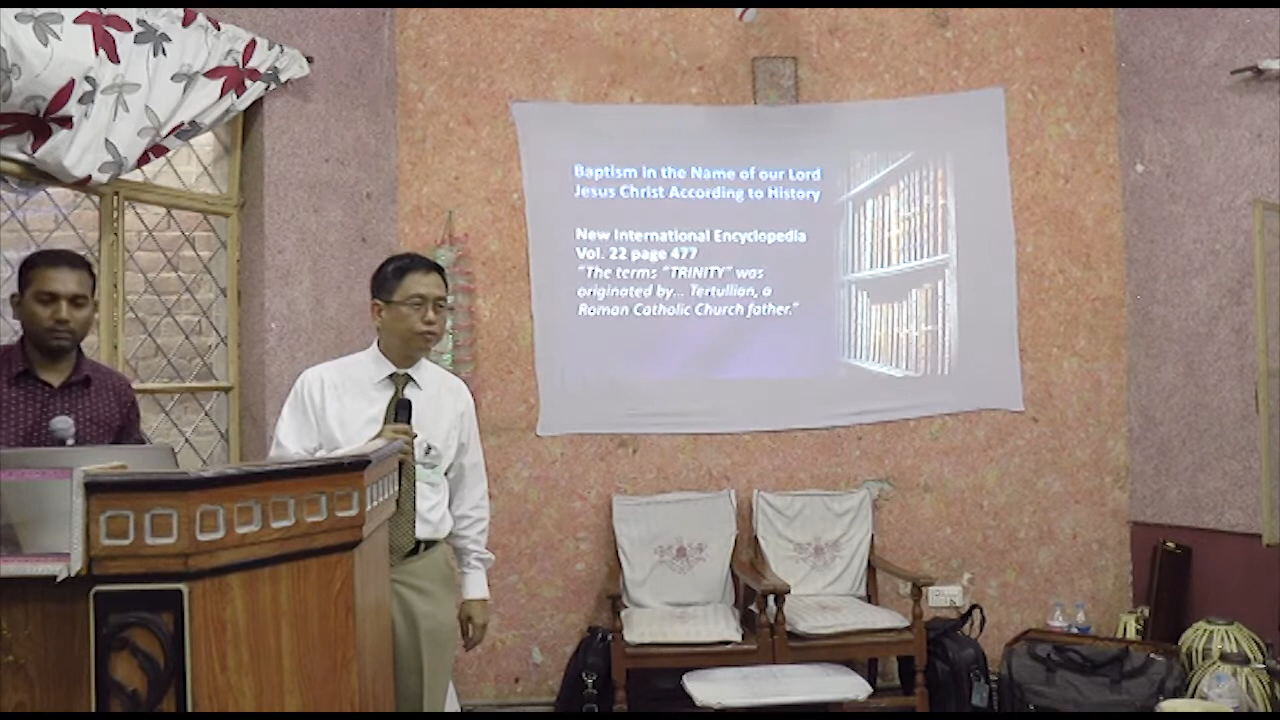 Baptism in the Name of our Lord
Jesus Christ According to History
New International Encyclopedia
Vol. 22 page 477
“The terms “TRINITY” was
originated by... Tertullian, a
Roman Catholic Church father.”